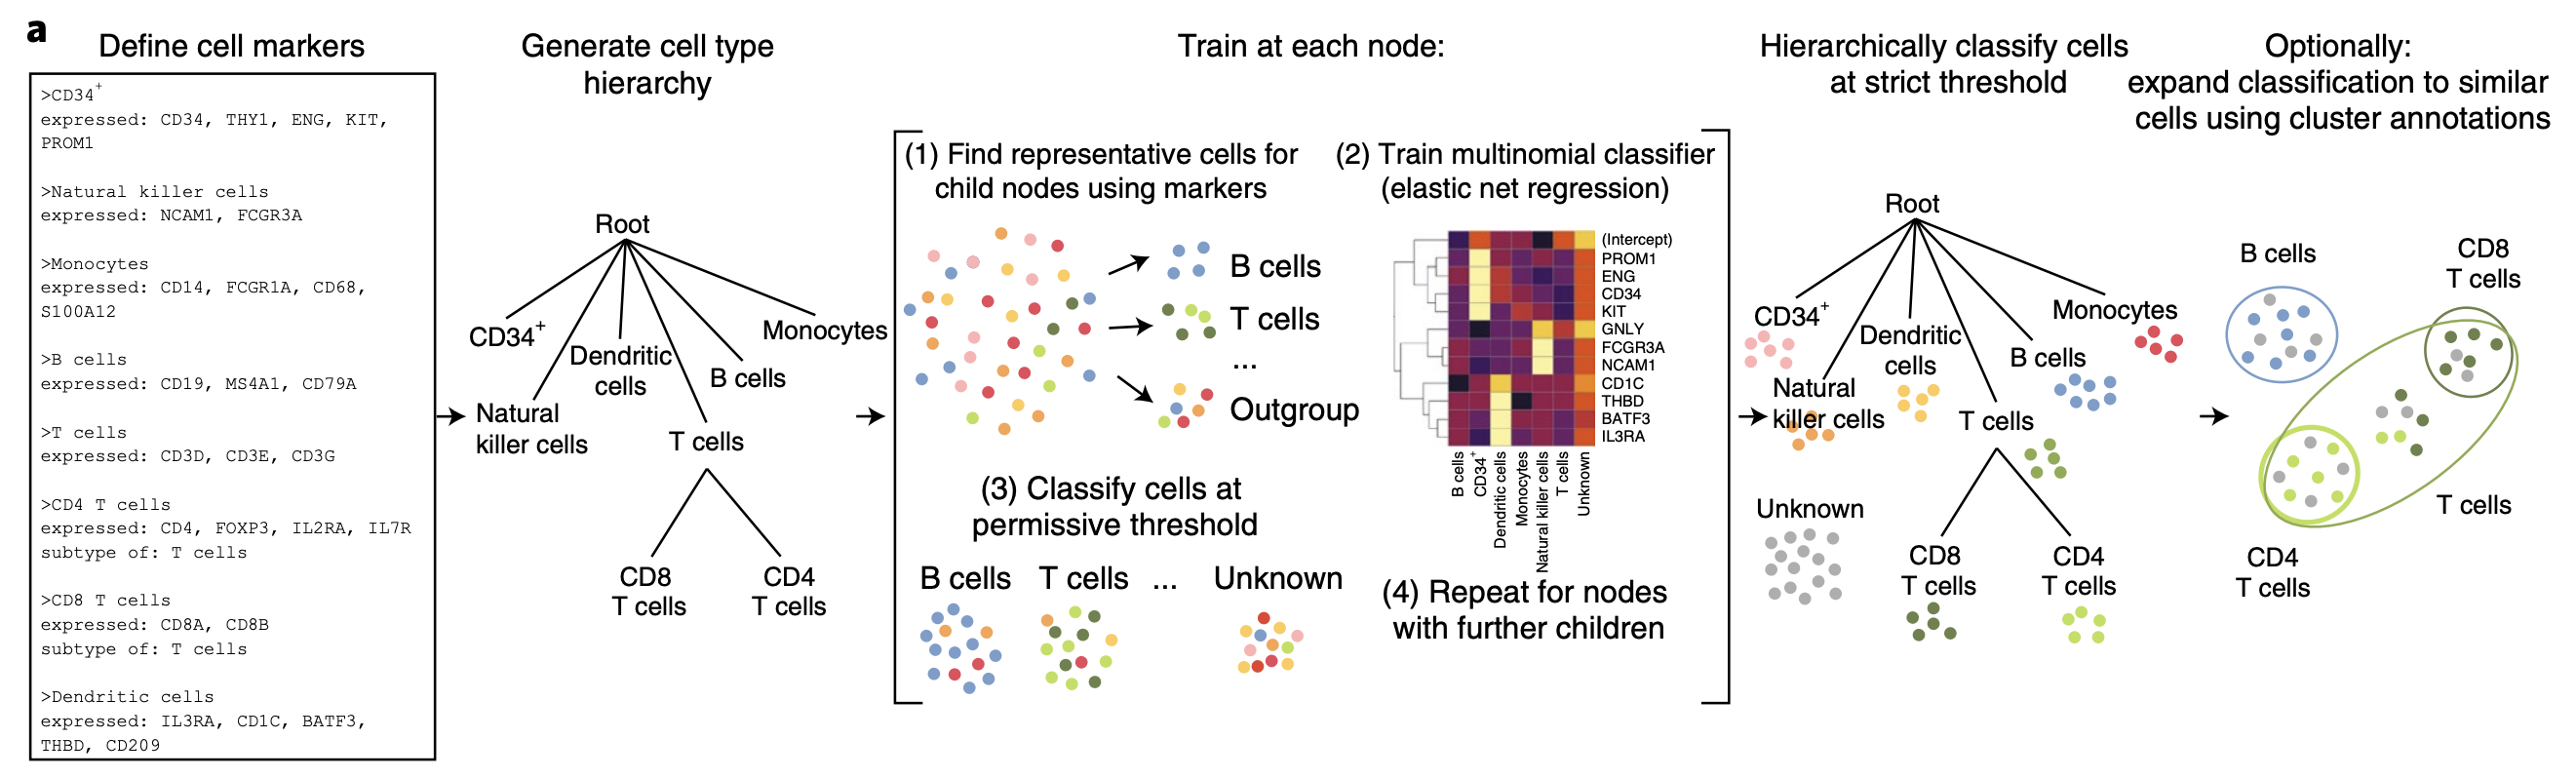 a
Define cell markers
>CD34+
expressed: CD34, THY1, ENG, KIT,
PROM1
>Natural killer cells
expressed: NCAM1, FCGR3A
>Monocytes
expressed: CD14, FCGR1A, CD68,
S100A12
>B cells
expressed: CD19, MS4A1, CD79A
>T cells
expressed: CD3D, CD3E, CD3G
>CD4 T cells
expressed: CD4, FOXP3, IL2RA, IL7R
subtype of: T cells
>CD8 T cells
expressed: CD8A, CD8B
subtype of: T cells
>Dendritic cells
expressed: IL3RA, CD1C, BATF3,
THBD, CD209
Generate cell type
hierarchy
Root
CD34+
Natural
killer cells
Dendritic
cells
T cells
B cells
Monocytes
CD8
T cells
CD4
T cells
Train at each node:
(1) Find representative cells for
child nodes using markers
B cells
T cells
...
Outgroup
(2) Train multinomial classifier
(elastic net regression)
(Intercept)
PROM1
ENG
CD34
KIT
GNLY
FCGR3A
NCAM1
CD1C
THBD
BATF3
IL3RA
B cells
CD34+
Dendritic cells
Monocytes
Natural killer cells
T cells
Unknown
(3) Classify cells at
permissive threshold
B cells
T cells
...
Unknown
(4) Repeat for nodes
with further children
Hierarchically classify cells
at strict threshold
Root
CD34+
Natural
killer cells
Dendritic
cells
T cells
B cells
Monocytes
Unknown
CD8
T cells
CD4
T cells
Optionally:
expand classification to similar
cells using cluster annotations
B cells
CD8
T cells
T cells
CD4
T cells